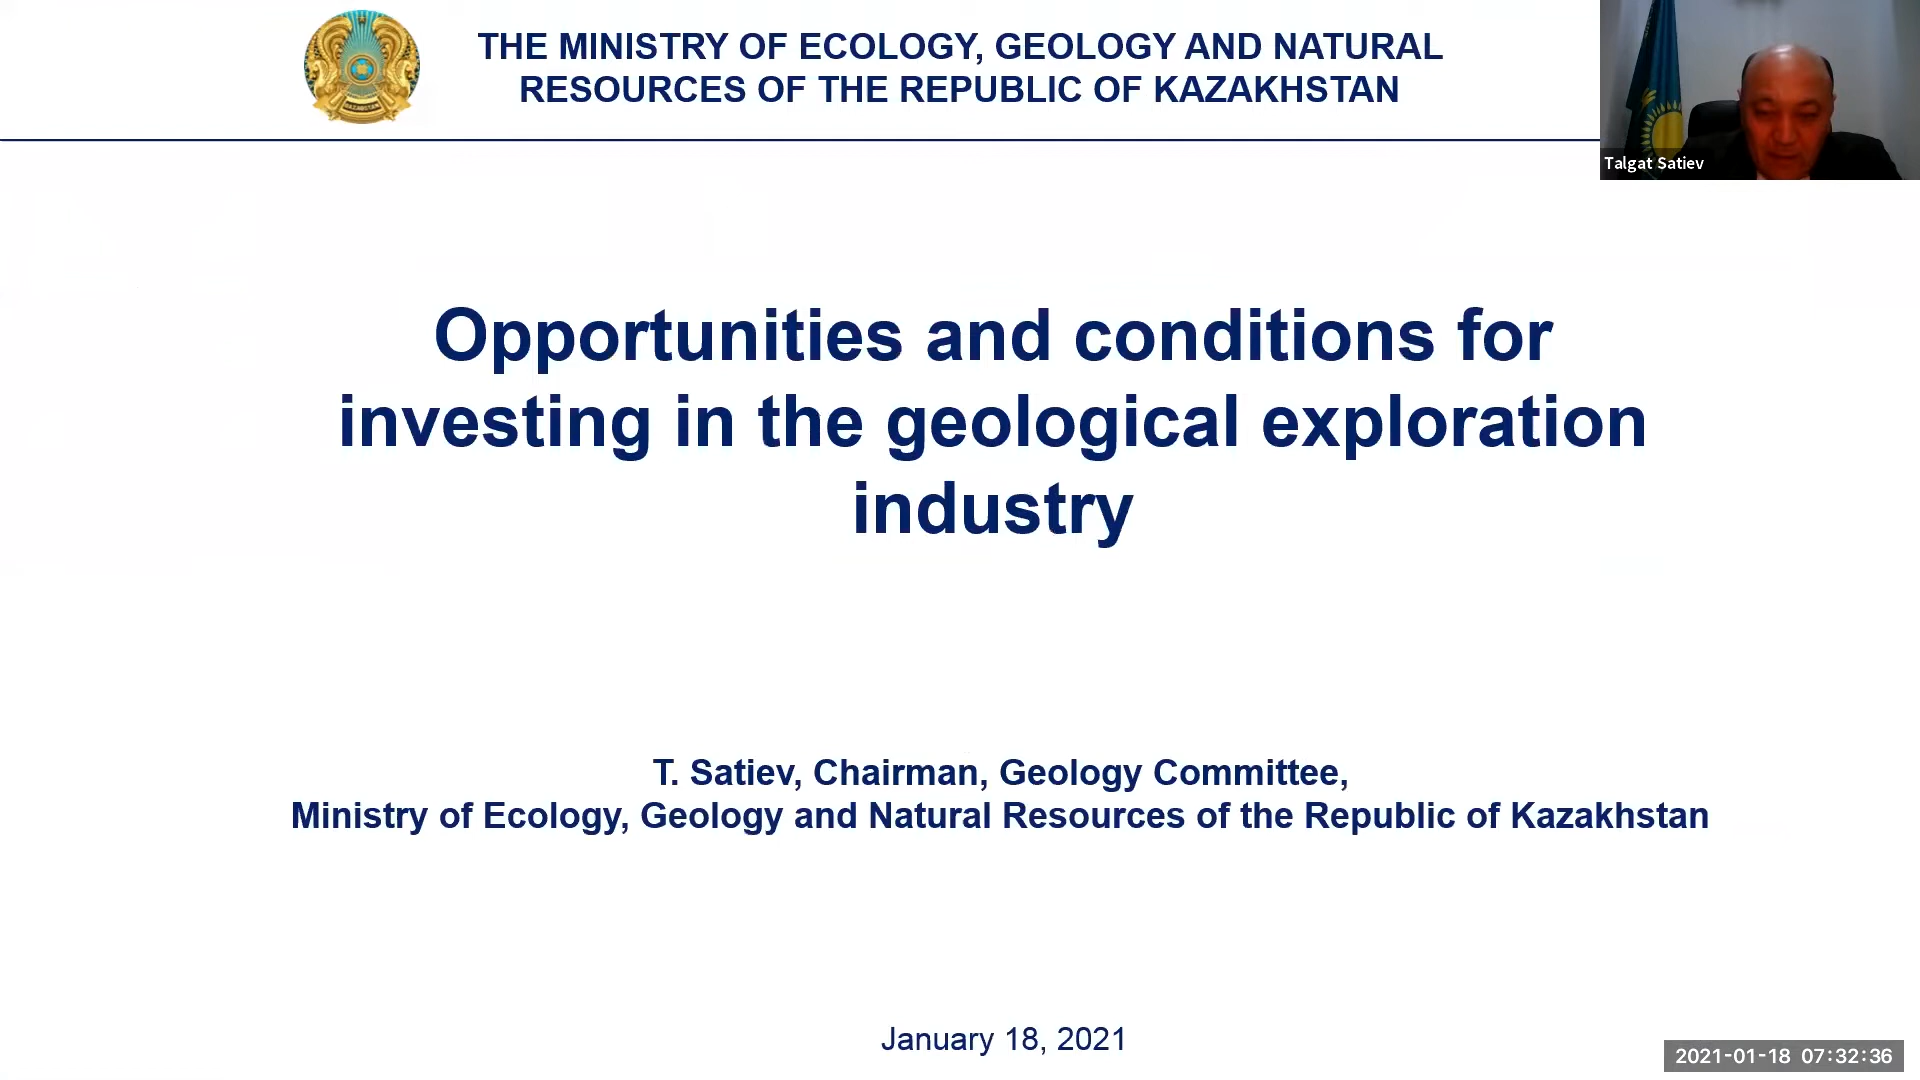 THE MINISTRY OF ECOLOGY, GEOLOGY AND NATURAL
RESOURCES OF THE REPUBLIC OF KAZAKHSTAN
KAZAKHSTAN
Talgat Satiev
Opportunities and conditions for
investing in the geological exploration
industry
T. Satiev, Chairman, Geology Committee,
Ministry of Ecology, Geology and Natural Resources of the Republic of Kazakhstan
January 18, 2021
2021-01-18 07:32:36